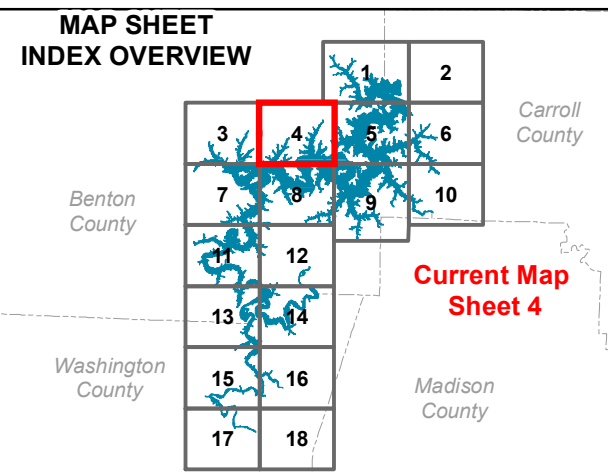 MAP SHEET
INDEX OVERVIEW
1
2
Carroll
County
3
4
5
6
Benton
County
7
8
9
10
11
12
Current Map
Sheet 4
13
14
Washington
County
15
16
Madison
County
17
18